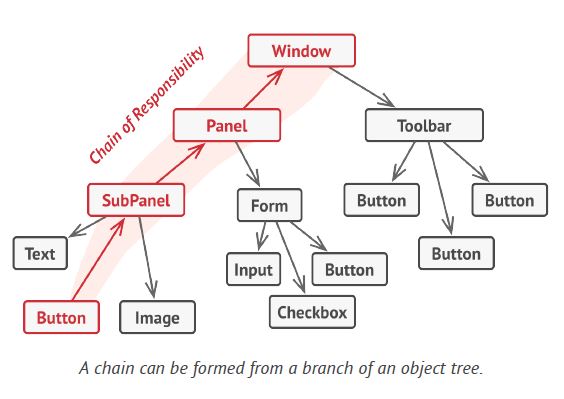 Chain of Responsibility
Window
Panel
Toolbar
SubPanel
Form
Button
Button
Text
Input
Button
Button
Button
Image
Checkbox
A chain can be formed from a branch of an object tree.